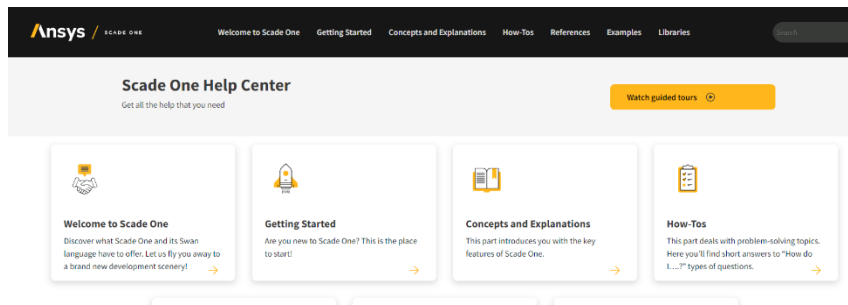 Ansys / SCADE ONE
Welcome to Scade One Getting Started Concepts and Explanations How-Tos References Examples Libraries
Search
Scade One Help Center
Get all the help that you need
Watch guided tours
Welcome to Scade One
Discover what Scade One and its Swan
language have to offer. Let us fly you away to
a brand new development scenery!
Getting Started
Are you new to Scade One? This is the place
to start!
Concepts and Explanations
This part introduces you with the key
features of Scade One.
How-Tos
This part deals with problem-solving topics.
Here you'll find short answers to "How do
I....?" types of questions.